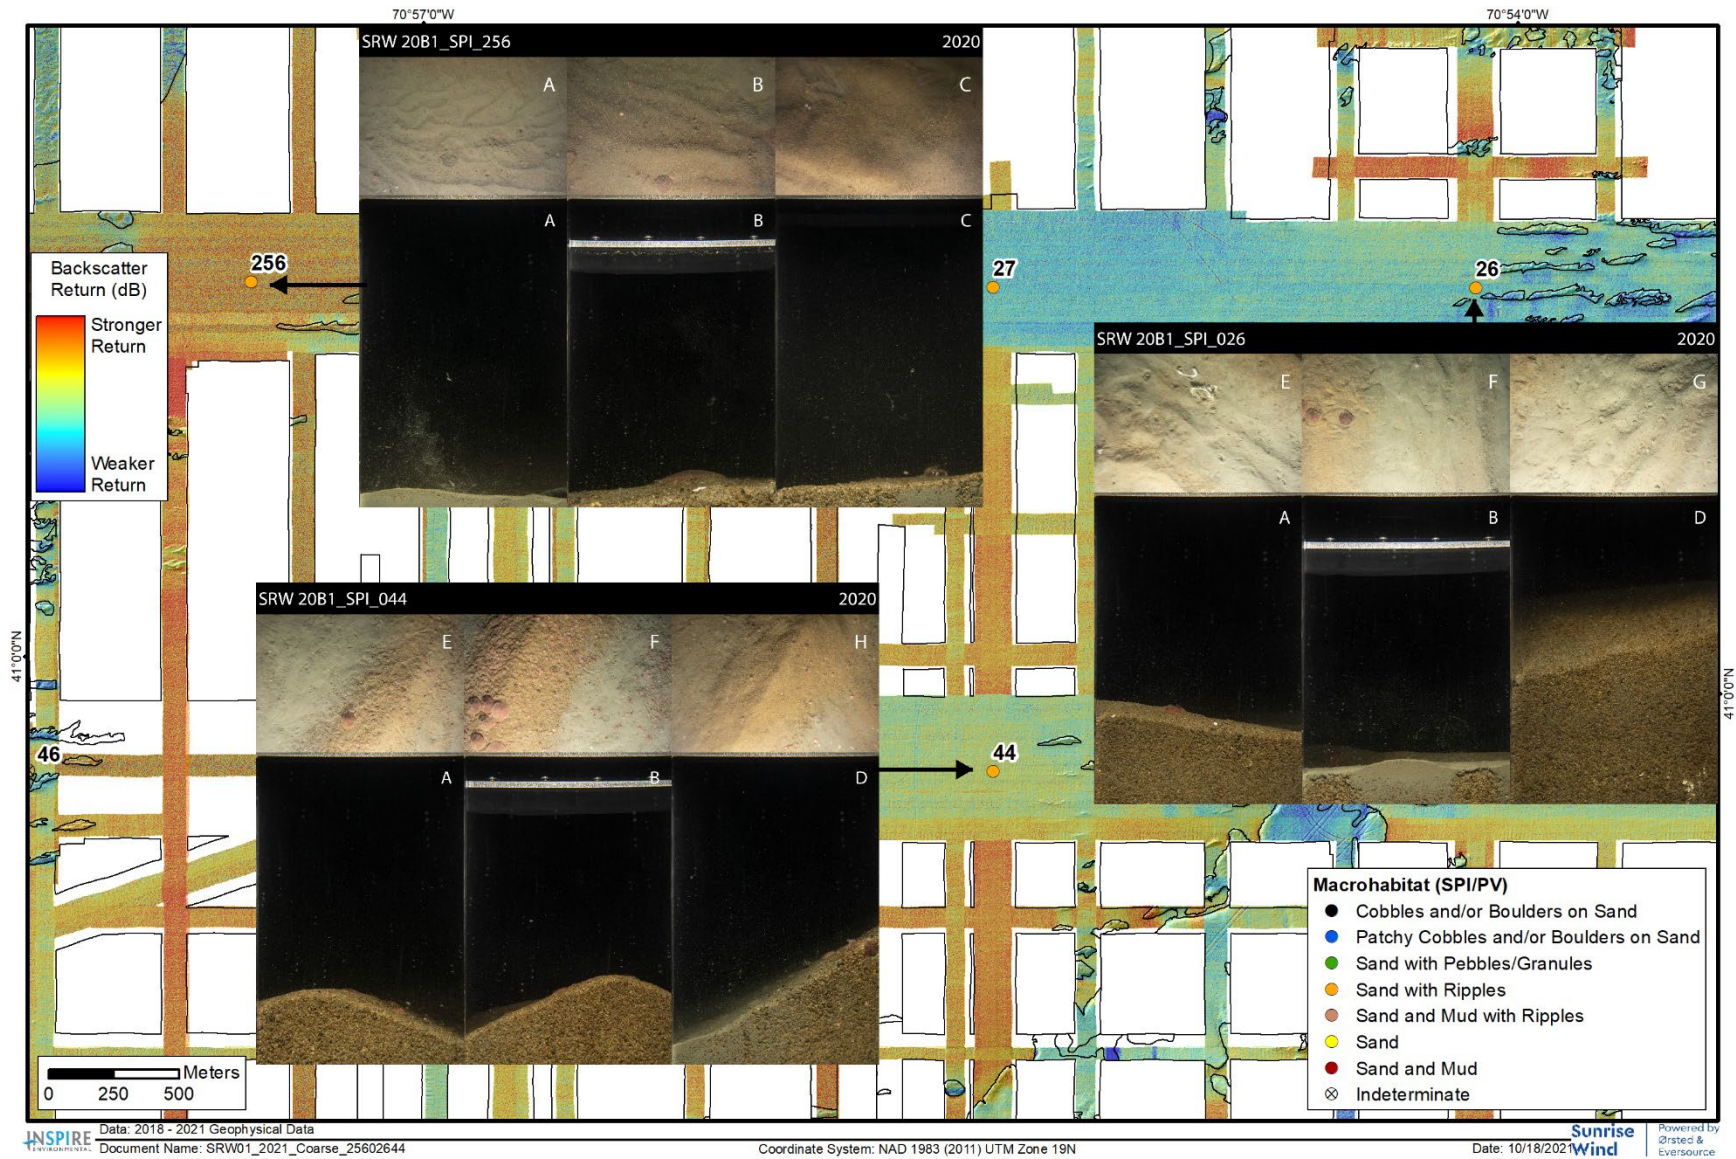 70°57'0"W
70°54'0"W
SRW 20B1_SPI_256
2020
A
B
C
A
B
C
256
27
26
Backscatter
Return (dB)
Stronger
Return
Weaker
Return
SRW 20B1_SPI_026
2020
E
F
G
A
B
D
SRW 20B1_SPI_044
2020
E
F
H
A
B
D
41°0'0"N
41°0'0"N
46
44
Macrohabitat (SPI/PV)
Cobbles and/or Boulders on Sand
Patchy Cobbles and/or Boulders on Sand
Sand with Pebbles/Granules
Sand with Ripples
Sand and Mud with Ripples
Sand
Sand and Mud
Indeterminate
Meters
0 250 500
INSPIRE
ENVIRONMENTAL
Data: 2018 - 2021 Geophysical Data
Document Name: SRW01_2021_Coarse_25602644
Coordinate System: NAD 1983 (2011) UTM Zone 19N
Date: 10/18/2021
Sunrise
Wind
Powered by
Ørsted &
Eversource